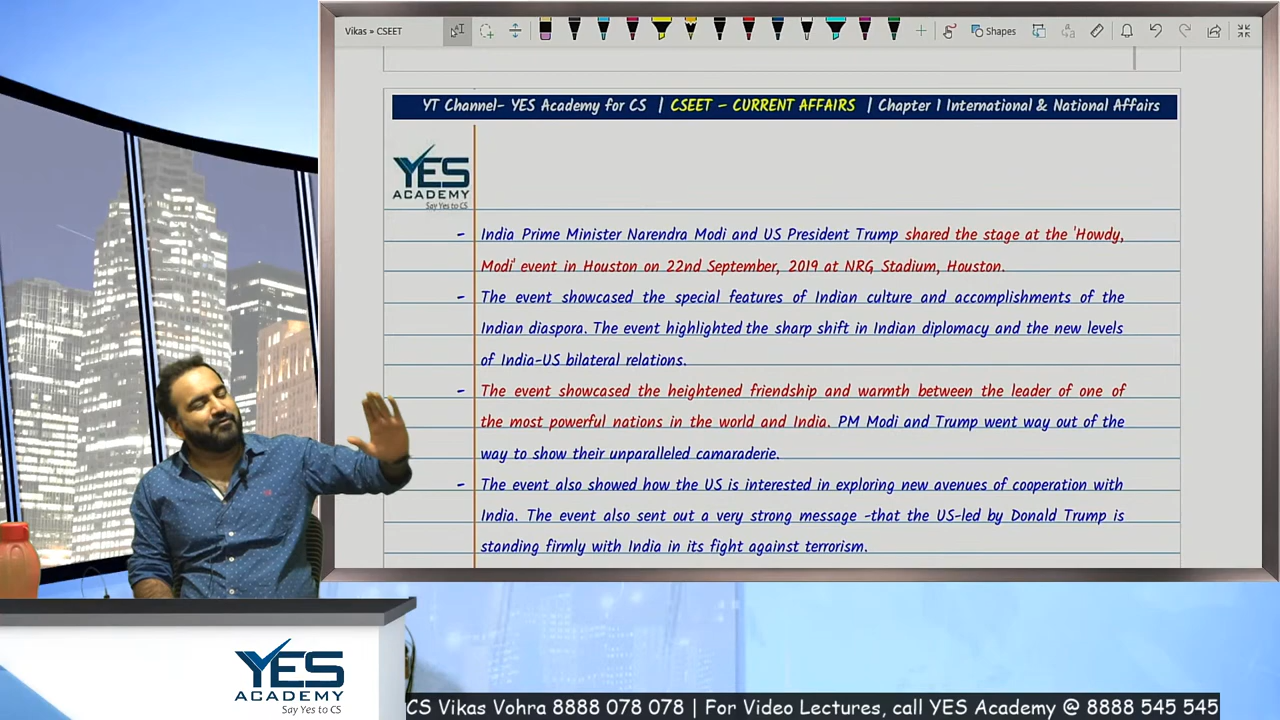 Vikas » CSEET
Shapes
YT Channel- YES Academy for CS | CSEET – CURRENT AFFAIRS | Chapter 1 International & National Affairs
YES
ACADEMY
Say Yes to CS
- India Prime Minister Narendra Modi and US President Trump shared the stage at the 'Howdy,
Modi' event in Houston on 22nd September, 2019 at NRG Stadium, Houston.
- The event showcased the special features of Indian culture and accomplishments of the
Indian diaspora. The event highlighted the sharp shift in Indian diplomacy and the new levels
of India-US bilateral relations.
- The event showcased the heightened friendship and warmth between the leader of one of
the most powerful nations in the world and India. PM Modi and Trump went way out of the
way to show their unparalleled camaraderie.
- The event also showed how the US is interested in exploring new avenues of cooperation with
India. The event also sent out a very strong message -that the US-led by Donald Trump is
standing firmly with India in its fight against terrorism.
YES
ACADEMY
Say Yes to CS
CS Vikas Vohra 8888 078 078 | For Video Lectures, call YES Academy @ 8888 545 545